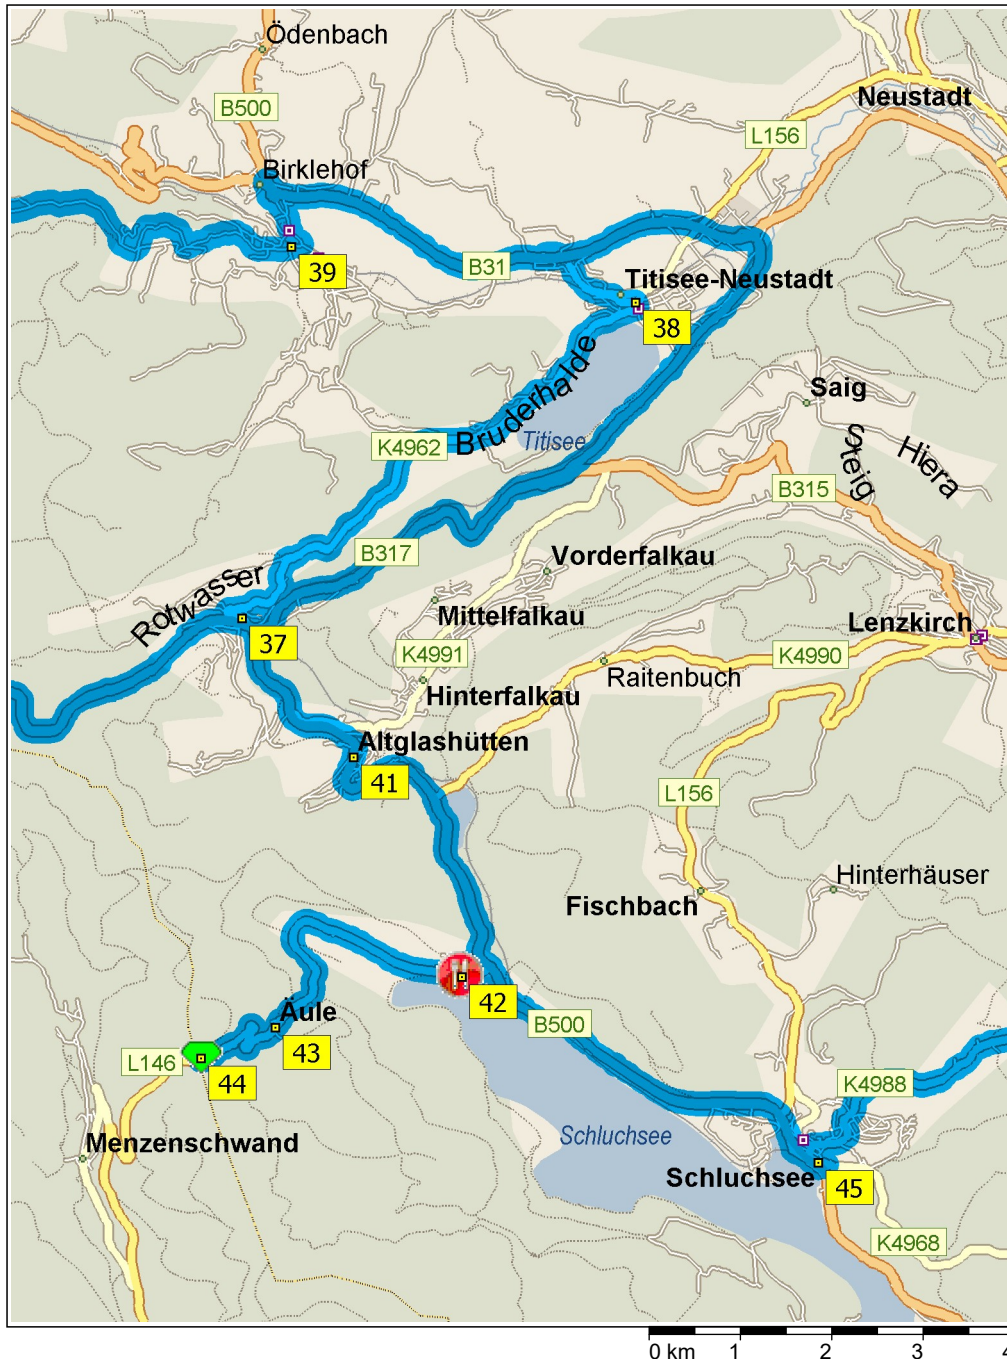 Ödenbach
B500
Neustadt
L156
Birklehof
39
B31
Titisee-Neustadt
38
Saig
Bruderhalde
K4962
Titisee
Steig
Hiera
B315
B317
Vorderfalkau
Rotwasser
Mittelfalkau
37
Lenzkirch
K4991
K4990
Raitenbuch
Hinterfalkau
Altglashütten
41
L156
Hinterhäuser
Fischbach
42
Äule
B500
43
L146
44
K4988
Menzenschwand
Schluchsee
Schluchsee
45
K4968
0 km 1 2 3 4